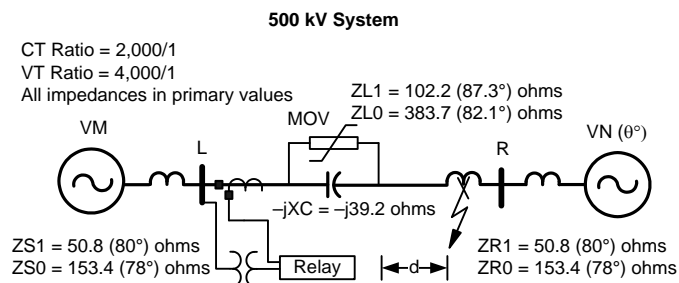 500 kV System
CT Ratio = 2,000/1
VT Ratio = 4,000/1
All impedances in primary values
ZL1 = 102.2 (87.3°) ohms
ZL0 = 383.7 (82.1°) ohms
VM
MOV
VN (θ°)
L
R
–jXC = –j39.2 ohms
ZS1 = 50.8 (80°) ohms
ZS0 = 153.4 (78°) ohms
Relay
d
ZR1 = 50.8 (80°) ohms
ZR0 = 153.4 (78°) ohms